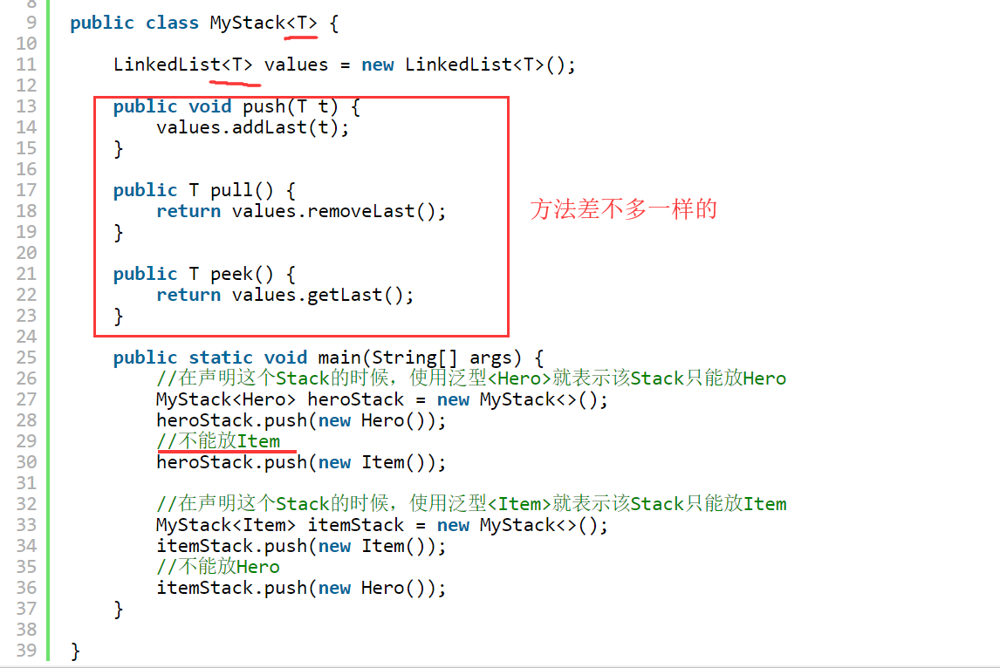 8
9 public class MyStack<T> {
10
11 LinkedList<T> values = new LinkedList<T>();
12
13 public void push(T t) {
14 values.addLast(t);
15 }
16
17 public T pull() {
18 return values.removeLast();
19 }
20
21 public T peek() {
22 return values.getLast();
23 }
24
方法差不多一样的
25 public static void main(String[] args) {
26 //在声明这个Stack的时候，使用泛型<Hero>就表示该Stack只能放Hero
27 MyStack<Hero> heroStack = new MyStack<>();
28 heroStack.push(new Hero());
29 //不能放Item
30 heroStack.push(new Item());
31
32 //在声明这个Stack的时候，使用泛型<Item>就表示该Stack只能放Item
33 MyStack<Item> itemStack = new MyStack<>();
34 itemStack.push(new Item());
35 //不能放Hero
36 itemStack.push(new Hero());
37 }
38
39 }